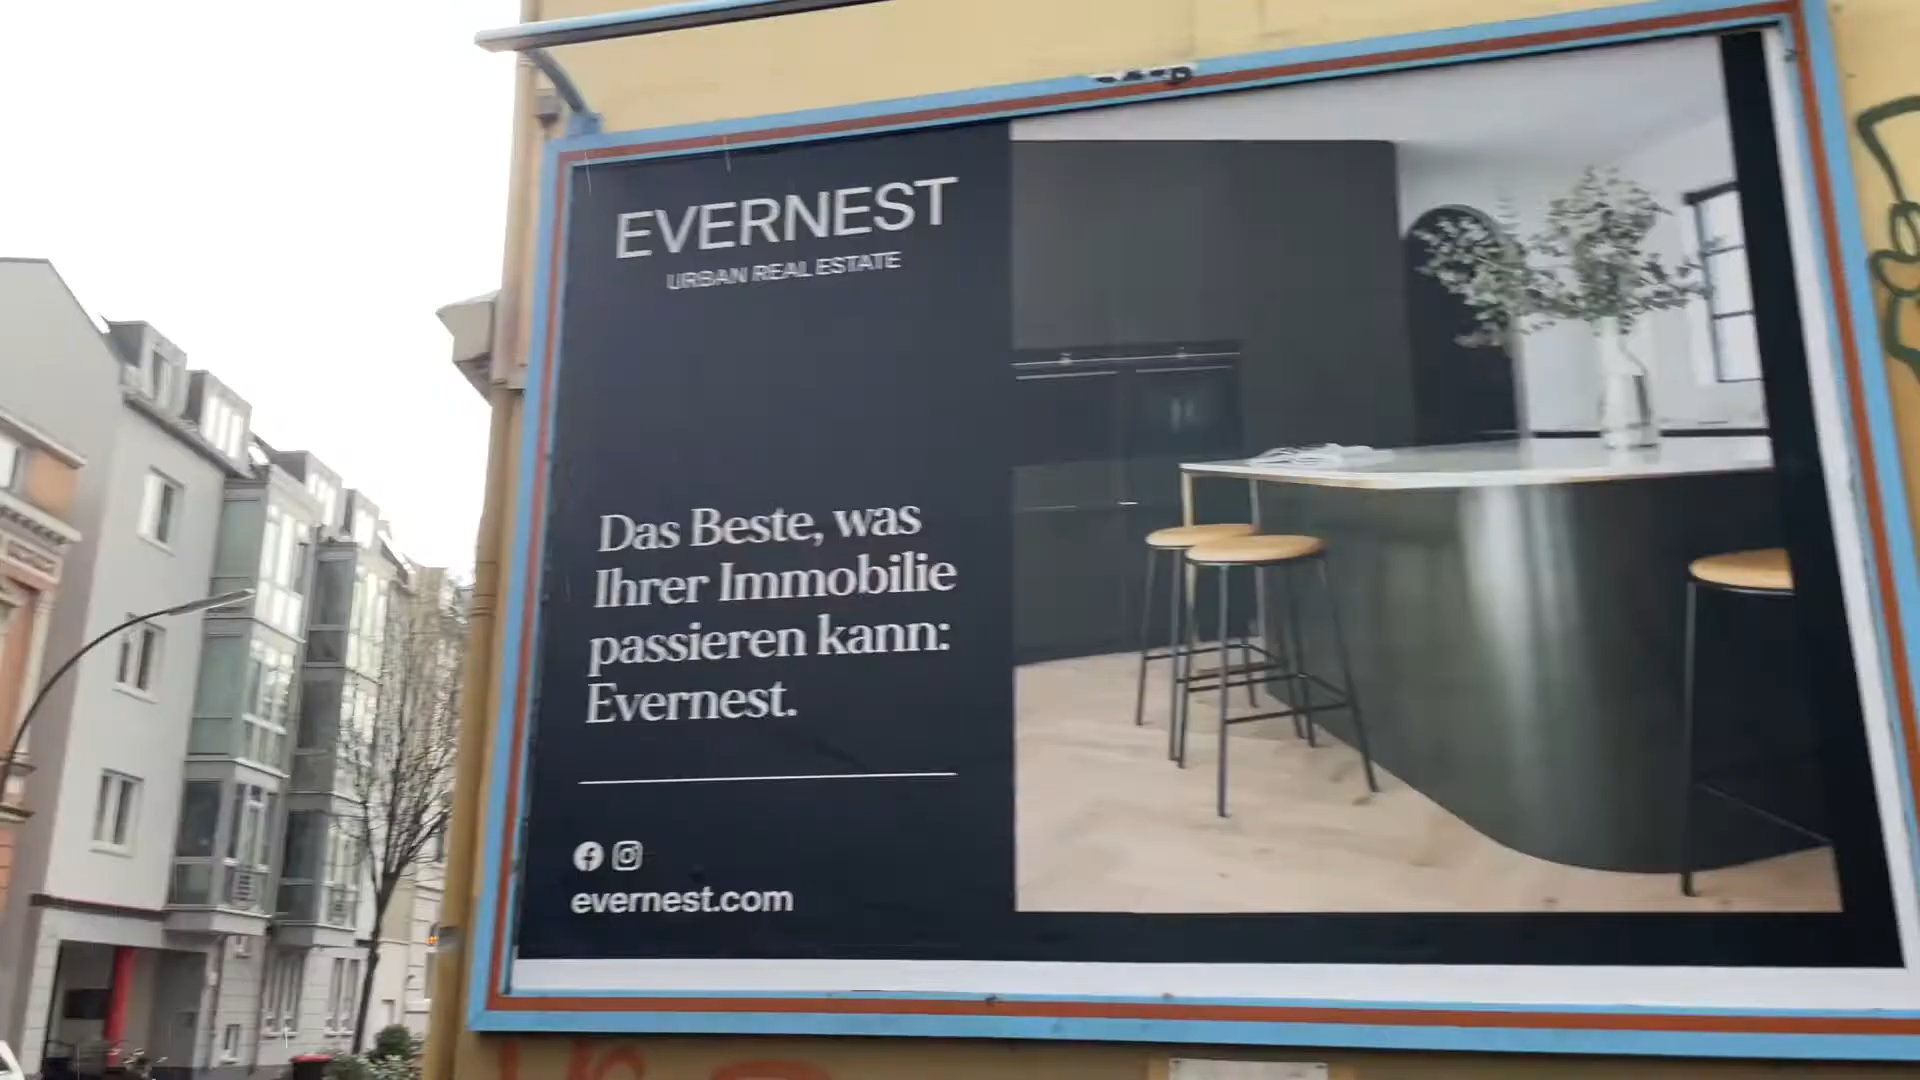 EVERNEST
URBAN REAL ESTATE
Das Beste, was
Ihrer Immobilie
passieren kann:
Evernest.
evernest.com